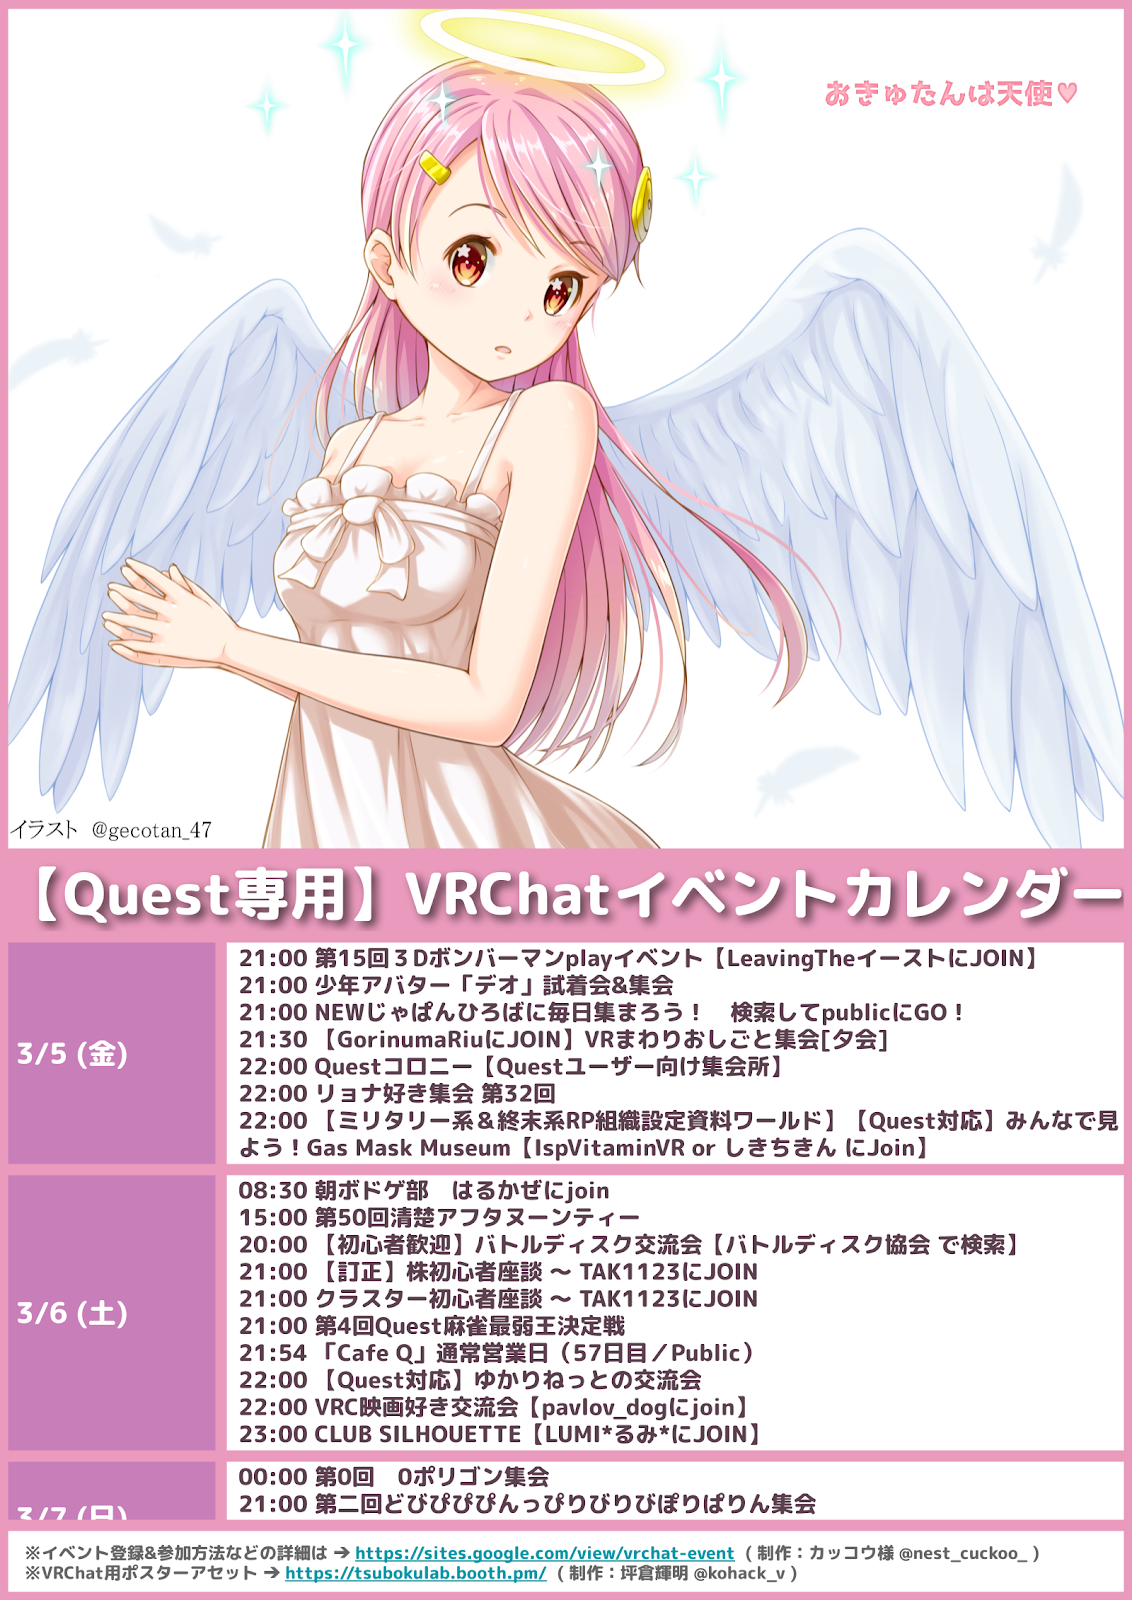 おきゅたんは天使♥
イラスト @gecotan_47
【Quest専用】VRChatイベントカレンダー
3/5 (金)
21:00 第15回３Dボンバーマンplayイベント【LeavingTheイーストにJOIN】
21:00 少年アバター「デオ」試着会&集会
21:00 NEWじゃぱんひろばに毎日集まろう！　検索してpublicにGO！
21:30 【GorinumaRiuにJOIN】VRまわりおしごと集会[夕会]
22:00 Questコロニー【Questユーザー向け集会所】
22:00 リョナ好き集会 第32回
22:00 【ミリタリー系＆終末系RP組織設定資料ワールド】【Quest対応】みんなで見
よう！Gas Mask Museum【IspVitaminVR or しきちきん にJoin】
3/6 (土)
08:30 朝ボドゲ部　はるかぜにjoin
15:00 第50回清楚アフタヌーンティー
20:00 【初心者歓迎】バトルディスク交流会【バトルディスク協会 で検索】
21:00 【訂正】株初心者座談 〜 TAK1123にJOIN
21:00 クラスター初心者座談 〜 TAK1123にJOIN
21:00 第4回Quest麻雀最弱王決定戦
21:54 「Cafe Q」通常営業日（57日目／Public）
22:00 【Quest対応】ゆかりねっとの交流会
22:00 VRC映画好き交流会【pavlov_dogにjoin】
23:00 CLUB SILHOUETTE【LUMI*るみ*にJOIN】
3/7 (日)
00:00 第0回　0ポリゴン集会
21:00 第二回どびぴぴぴんっぴりびりびぽりぱりん集会
※イベント登録&参加方法などの詳細は → https://sites.google.com/view/vrchat-event （制作：カッコウ様 @nest_cuckoo_ ）
※VRChat用ポスターアセット → https://tsubokulab.booth.pm/ （制作：坪倉輝明 @kohack_v ）